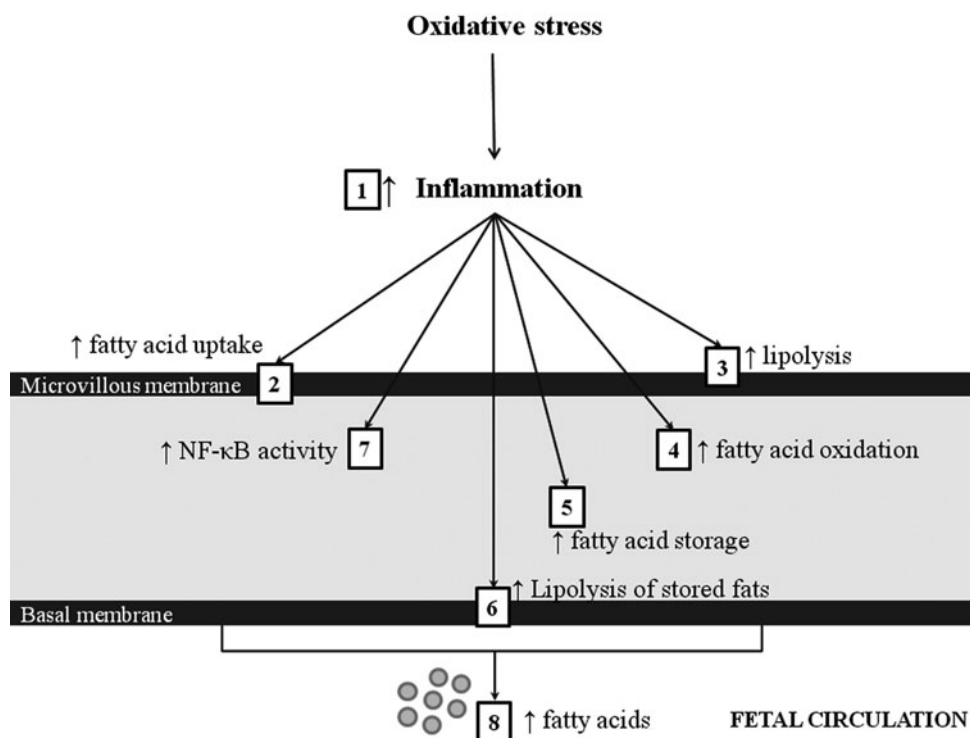 Oxidative stress
1 ↑ Inflammation
↑ fatty acid uptake
3 ↑ lipolysis
Microvillous membrane 2
↑ NF-κB activity 7
4 ↑ fatty acid oxidation
5
↑ fatty acid storage
6 ↑ Lipolysis of stored fats
Basal membrane
8 ↑ fatty acids
FETAL CIRCULATION